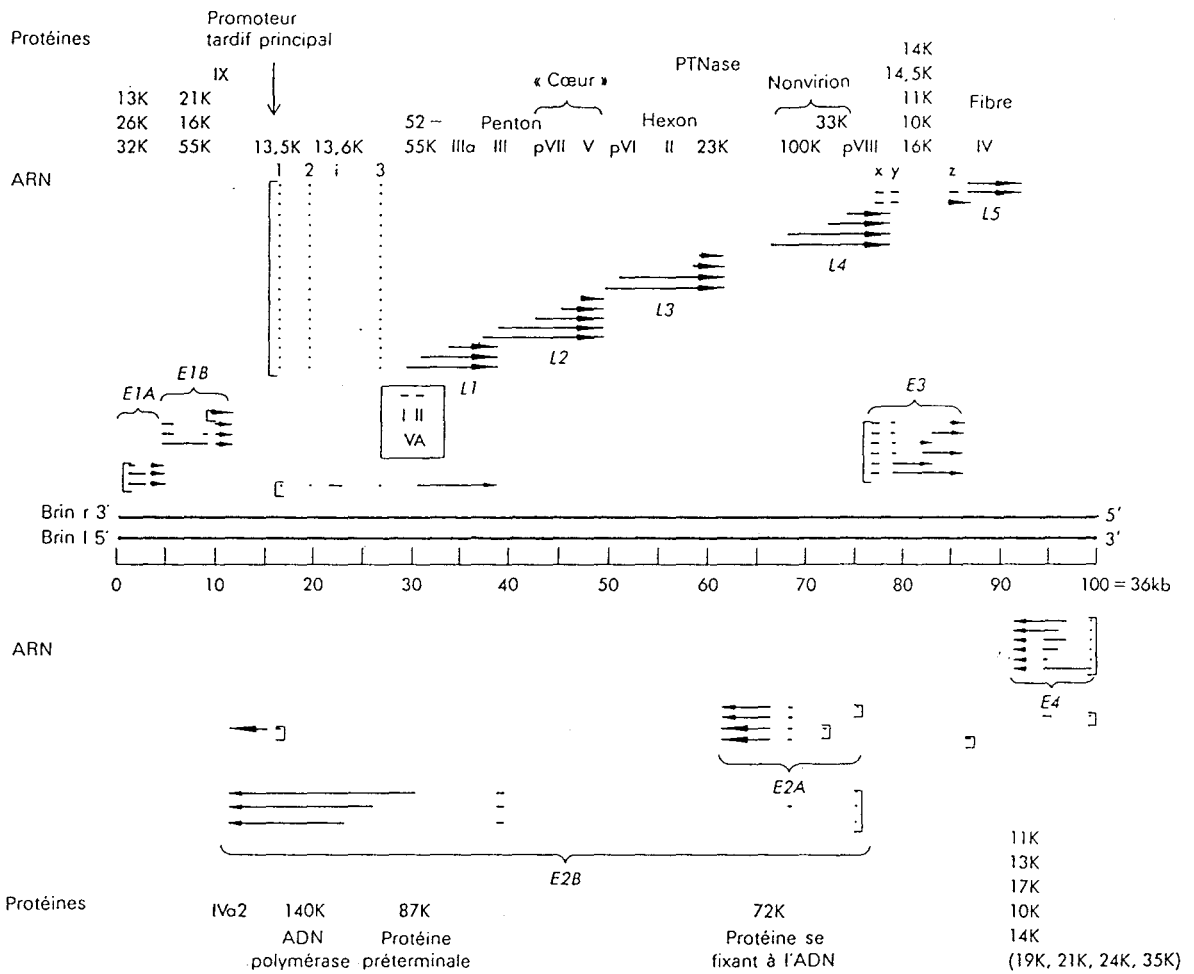 Promoteur
Protéines tardif principal
14K
PTNase
IX « Cœur » 14,5K
13K 21K Nonvirion 11K Fibre
26K 16K 52– Penton Hexon 33K 10K
32K 55K 13,5K 13,6K 55K IIIa III pVII V pVI II 23K 100K pVIII 16K IV
ARN 1 2 i 3 x y z
L5
L4
L3
L2
L1
E1A E1B E3
I II
VA
Brin r 3' 5'
Brin l 5' 3'
0 10 20 30 40 50 60 70 80 90 100 = 36kb
ARN
E4
E2A
E2B
11K
13K
17K
Protéines IVa2 140K 87K 72K 10K
ADN Protéine Protéine se 14K
polymérase préterminale fixant à l'ADN (19K, 21K, 24K, 35K)